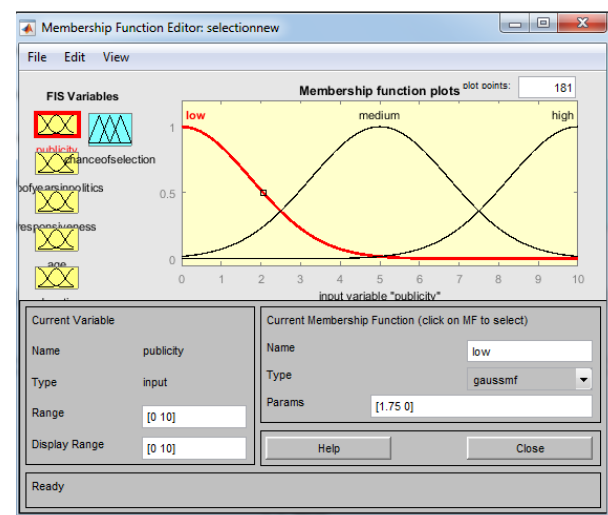 Membership Function Editor: selectionnew
File Edit View
FIS Variables
Membership function plots
plot points:
181
publicity
chanceofselection
ofyearsinpolitics
responsiveness
age
low
medium
high
1
0.5
0
0 1 2 3 4 5 6 7 8 9 10
input variable "publicity"
Current Variable
Name publicity
Type input
Range [0 10]
Display Range [0 10]
Current Membership Function (click on MF to select)
Name low
Type gaussmf
Params [1.75 0]
Help Close
Ready